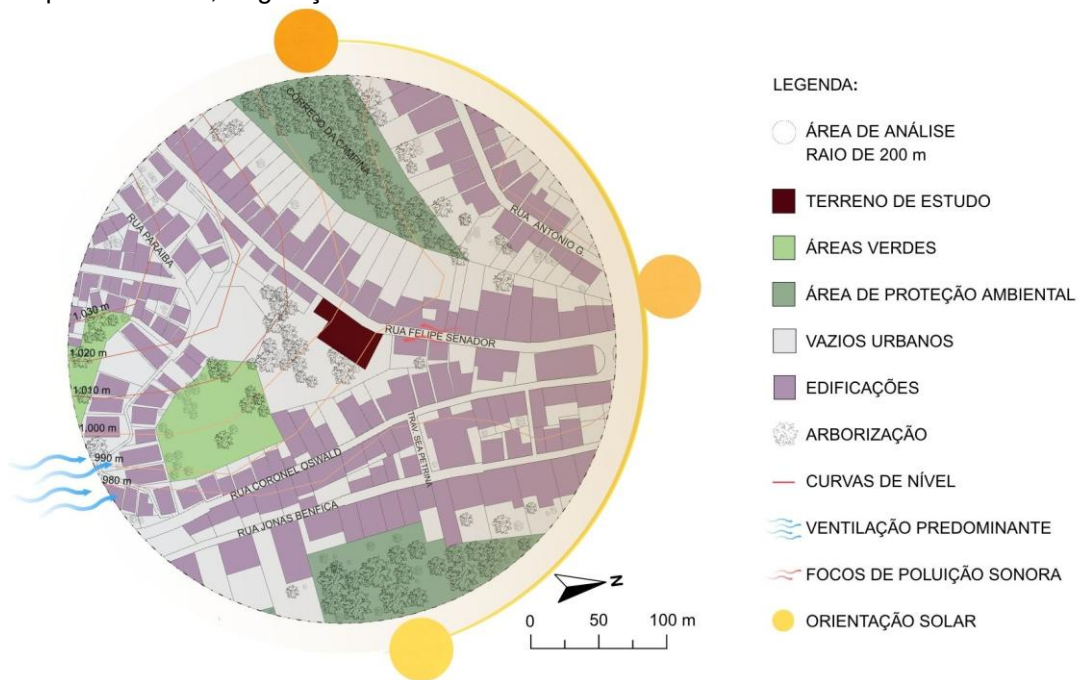 LEGENDA:
ÁREA DE ANÁLISE
RAIO DE 200 m
TERRENO DE ESTUDO
ÁREAS VERDES
ÁREA DE PROTEÇÃO AMBIENTAL
VAZIOS URBANOS
EDIFICAÇÕES
ARBORIZAÇÃO
CURVAS DE NÍVEL
VENTILAÇÃO PREDOMINANTE
FOCOS DE POLUIÇÃO SONORA
ORIENTAÇÃO SOLAR
CÓRREGO DA CAMPINA
RUA ANTÔNIO G.
RUA PARAIBA
RUA FELIPE SENADOR
1.030 m
1.020 m
1.010 m
1.000 m
990 m
980 m
RUA CORONEL OSWALD
TRAV. SEA PETRINA
RUA JONAS BENFICA
N
0 50 100 m